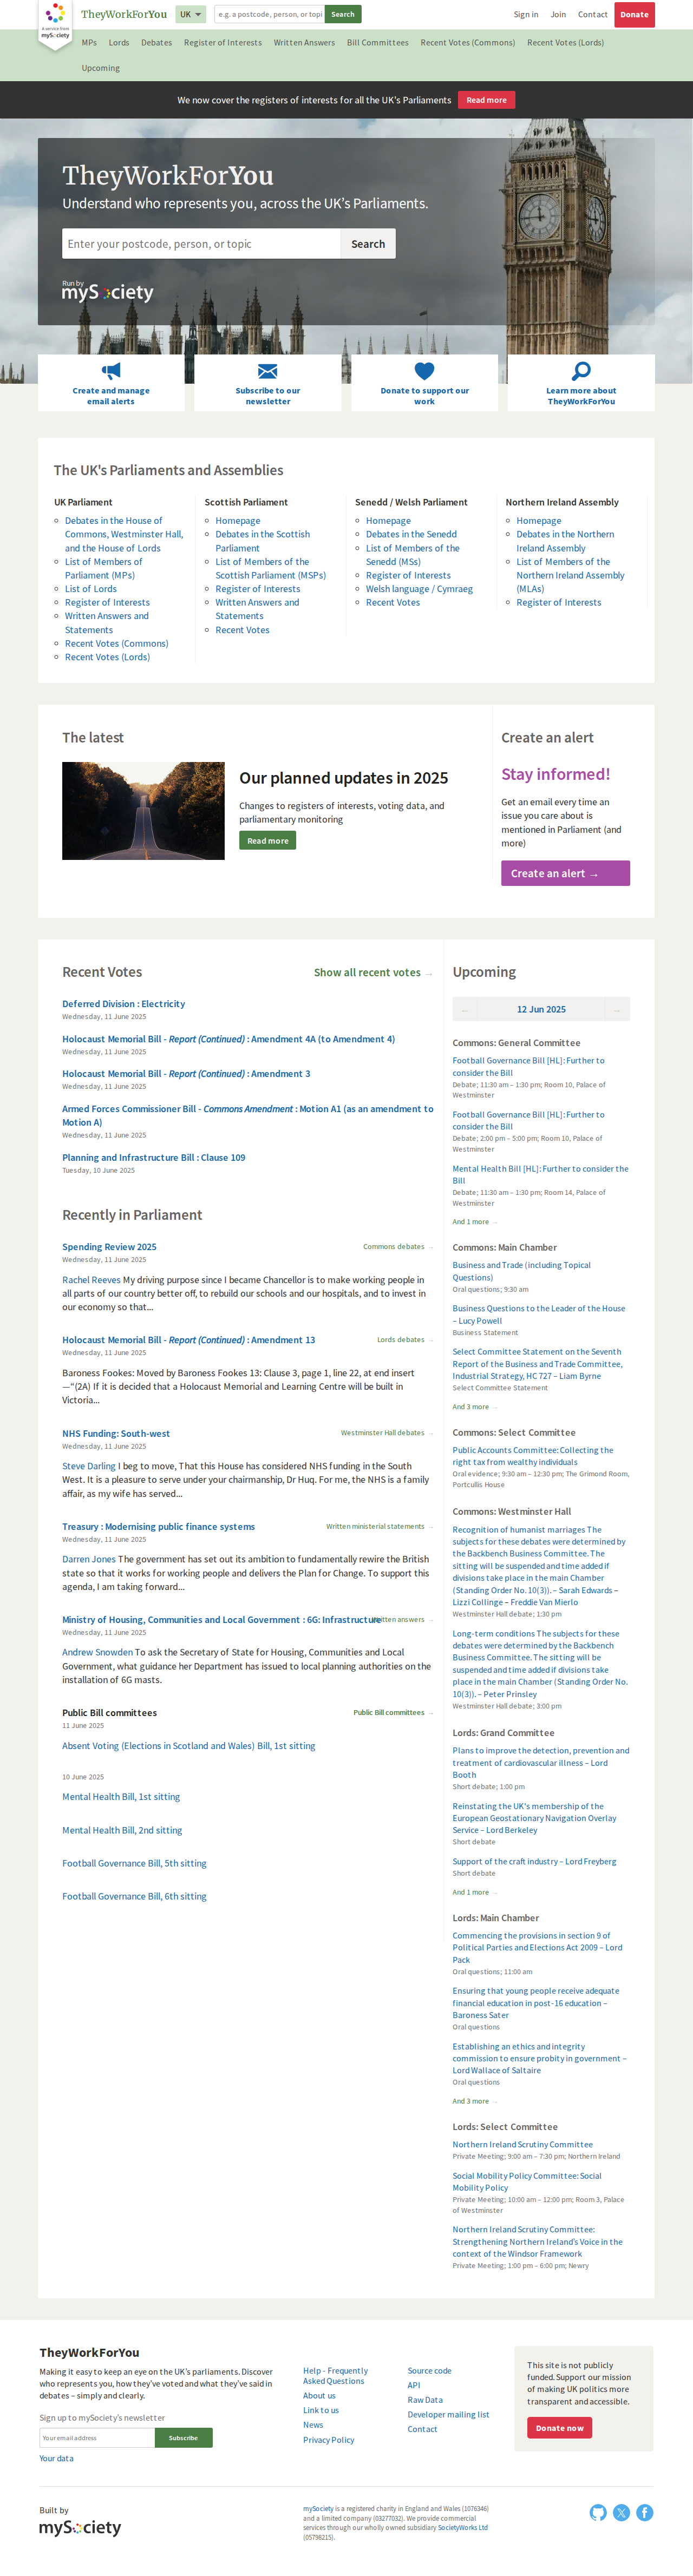 a service from
mySociety
TheyWorkForYou
UK
e.g. a postcode, person, or topi
Search
Sign in
Join
Contact
Donate
MPs
Lords
Debates
Register of Interests
Written Answers
Bill Committees
Recent Votes (Commons)
Recent Votes (Lords)
Upcoming
We now cover the registers of interests for all the UK's Parliaments
Read more
TheyWorkForYou
Understand who represents you, across the UK's Parliaments.
Enter your postcode, person, or topic
Search
Run by
mySociety
Create and manage
email alerts
Subscribe to our
newsletter
Donate to support our
work
Learn more about
TheyWorkForYou
The UK's Parliaments and Assemblies
UK Parliament
Debates in the House of
Commons, Westminster Hall,
and the House of Lords
List of Members of
Parliament (MPs)
List of Lords
Register of Interests
Written Answers and
Statements
Recent Votes (Commons)
Recent Votes (Lords)
Scottish Parliament
Homepage
Debates in the Scottish
Parliament
List of Members of the
Scottish Parliament (MSPs)
Register of Interests
Written Answers and
Statements
Recent Votes
Senedd / Welsh Parliament
Homepage
Debates in the Senedd
List of Members of the
Senedd (MSs)
Register of Interests
Welsh language / Cymraeg
Recent Votes
Northern Ireland Assembly
Homepage
Debates in the Northern
Ireland Assembly
List of Members of the
Northern Ireland Assembly
(MLAs)
Register of Interests
The latest
Our planned updates in 2025
Changes to registers of interests, voting data, and
parliamentary monitoring
Read more
Create an alert
Stay informed!
Get an email every time an
issue you care about is
mentioned in Parliament (and
more)
Create an alert →
Recent Votes
Show all recent votes →
Deferred Division : Electricity
Wednesday, 11 June 2025
Holocaust Memorial Bill - Report (Continued) : Amendment 4A (to Amendment 4)
Wednesday, 11 June 2025
Holocaust Memorial Bill - Report (Continued) : Amendment 3
Wednesday, 11 June 2025
Armed Forces Commissioner Bill - Commons Amendment : Motion A1 (as an amendment to
Motion A)
Wednesday, 11 June 2025
Planning and Infrastructure Bill : Clause 109
Tuesday, 10 June 2025
Recently in Parliament
Spending Review 2025
Commons debates →
Wednesday, 11 June 2025
Rachel Reeves My driving purpose since I became Chancellor is to make working people in
all parts of our country better off, to rebuild our schools and our hospitals, and to invest in
our economy so that...
Holocaust Memorial Bill - Report (Continued) : Amendment 13
Lords debates →
Wednesday, 11 June 2025
Baroness Fookes: Moved by Baroness Fookes 13: Clause 3, page 1, line 22, at end insert
—“(2A) If it is decided that a Holocaust Memorial and Learning Centre will be built in
Victoria...
NHS Funding: South-west
Westminster Hall debates →
Wednesday, 11 June 2025
Steve Darling I beg to move, That this House has considered NHS funding in the South
West. It is a pleasure to serve under your chairmanship, Dr Huq. For me, the NHS is a family
affair, as my wife has served...
Treasury : Modernising public finance systems
Written ministerial statements →
Wednesday, 11 June 2025
Darren Jones The government has set out its ambition to fundamentally rewire the British
state so that it works for working people and delivers the Plan for Change. To support this
agenda, I am taking forward...
Ministry of Housing, Communities and Local Government : 6G: Infrastructure
Written answers →
Wednesday, 11 June 2025
Andrew Snowden To ask the Secretary of State for Housing, Communities and Local
Government, what guidance her Department has issued to local planning authorities on the
installation of 6G masts.
Public Bill committees
Public Bill committees →
11 June 2025
Absent Voting (Elections in Scotland and Wales) Bill, 1st sitting
10 June 2025
Mental Health Bill, 1st sitting
Mental Health Bill, 2nd sitting
Football Governance Bill, 5th sitting
Football Governance Bill, 6th sitting
Upcoming
← 12 Jun 2025 →
Commons: General Committee
Football Governance Bill [HL]: Further to
consider the Bill
Debate; 11:30 am – 1:30 pm; Room 10, Palace of
Westminster
Football Governance Bill [HL]: Further to
consider the Bill
Debate; 2:00 pm – 5:00 pm; Room 10, Palace of
Westminster
Mental Health Bill [HL]: Further to consider the
Bill
Debate; 11:30 am – 1:30 pm; Room 14, Palace of
Westminster
And 1 more →
Commons: Main Chamber
Business and Trade (including Topical
Questions)
Oral questions; 9:30 am
Business Questions to the Leader of the House
– Lucy Powell
Business Statement
Select Committee Statement on the Seventh
Report of the Business and Trade Committee,
Industrial Strategy, HC 727 – Liam Byrne
Select Committee Statement
And 3 more →
Commons: Select Committee
Public Accounts Committee: Collecting the
right tax from wealthy individuals
Oral evidence; 9:30 am – 12:30 pm; The Grimond Room,
Portcullis House
Commons: Westminster Hall
Recognition of humanist marriages The
subjects for these debates were determined by
the Backbench Business Committee. The
sitting will be suspended and time added if
divisions take place in the main Chamber
(Standing Order No. 10(3)). – Sarah Edwards –
Lizzi Collinge – Freddie Van Mierlo
Westminster Hall debate; 1:30 pm
Long-term conditions The subjects for these
debates were determined by the Backbench
Business Committee. The sitting will be
suspended and time added if divisions take
place in the main Chamber (Standing Order No.
10(3)). – Peter Prinsley
Westminster Hall debate; 3:00 pm
Lords: Grand Committee
Plans to improve the detection, prevention and
treatment of cardiovascular illness – Lord
Booth
Short debate; 1:00 pm
Reinstating the UK's membership of the
European Geostationary Navigation Overlay
Service – Lord Berkeley
Short debate
Support of the craft industry – Lord Freyberg
Short debate
And 1 more →
Lords: Main Chamber
Commencing the provisions in section 9 of
Political Parties and Elections Act 2009 – Lord
Pack
Oral questions; 11:00 am
Ensuring that young people receive adequate
financial education in post-16 education –
Baroness Sater
Oral questions
Establishing an ethics and integrity
commission to ensure probity in government –
Lord Wallace of Saltaire
Oral questions
And 3 more →
Lords: Select Committee
Northern Ireland Scrutiny Committee
Private Meeting; 9:00 am – 7:30 pm; Northern Ireland
Social Mobility Policy Committee: Social
Mobility Policy
Private Meeting; 10:00 am – 12:00 pm; Room 3, Palace
of Westminster
Northern Ireland Scrutiny Committee:
Strengthening Northern Ireland's Voice in the
context of the Windsor Framework
Private Meeting; 1:00 pm – 6:00 pm; Newry
TheyWorkForYou
Making it easy to keep an eye on the UK's parliaments. Discover
who represents you, how they've voted and what they've said in
debates – simply and clearly.
Sign up to mySociety's newsletter
Your email address
Subscribe
Your data
Help - Frequently
Asked Questions
About us
Link to us
News
Privacy Policy
Source code
API
Raw Data
Developer mailing list
Contact
This site is not publicly
funded. Support our mission
of making UK politics more
transparent and accessible.
Donate now
Built by
mySociety
mySociety is a registered charity in England and Wales (1076346)
and a limited company (03277032). We provide commercial
services through our wholly owned subsidiary SocietyWorks Ltd
(05798215).